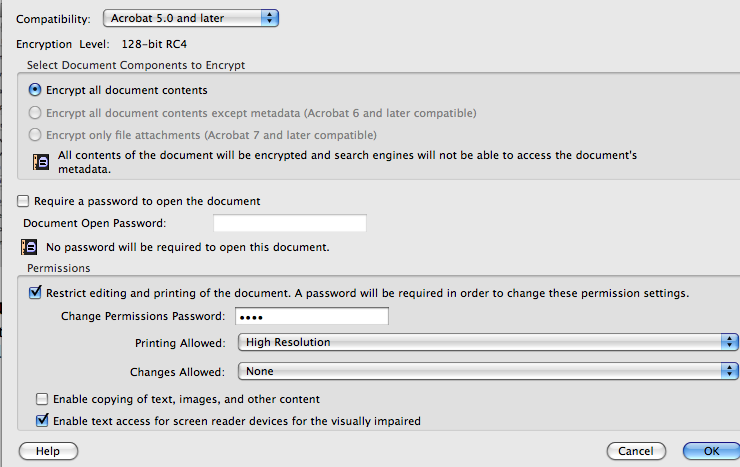 Compatibility: Acrobat 5.0 and later
Encryption Level: 128-bit RC4
Select Document Components to Encrypt
Encrypt all document contents
Encrypt all document contents except metadata (Acrobat 6 and later compatible)
Encrypt only file attachments (Acrobat 7 and later compatible)
All contents of the document will be encrypted and search engines will not be able to access the document's
metadata.
Require a password to open the document
Document Open Password:
No password will be required to open this document.
Permissions
Restrict editing and printing of the document. A password will be required in order to change these permission settings.
Change Permissions Password: ••••
Printing Allowed: High Resolution
Changes Allowed: None
Enable copying of text, images, and other content
Enable text access for screen reader devices for the visually impaired
Help Cancel OK